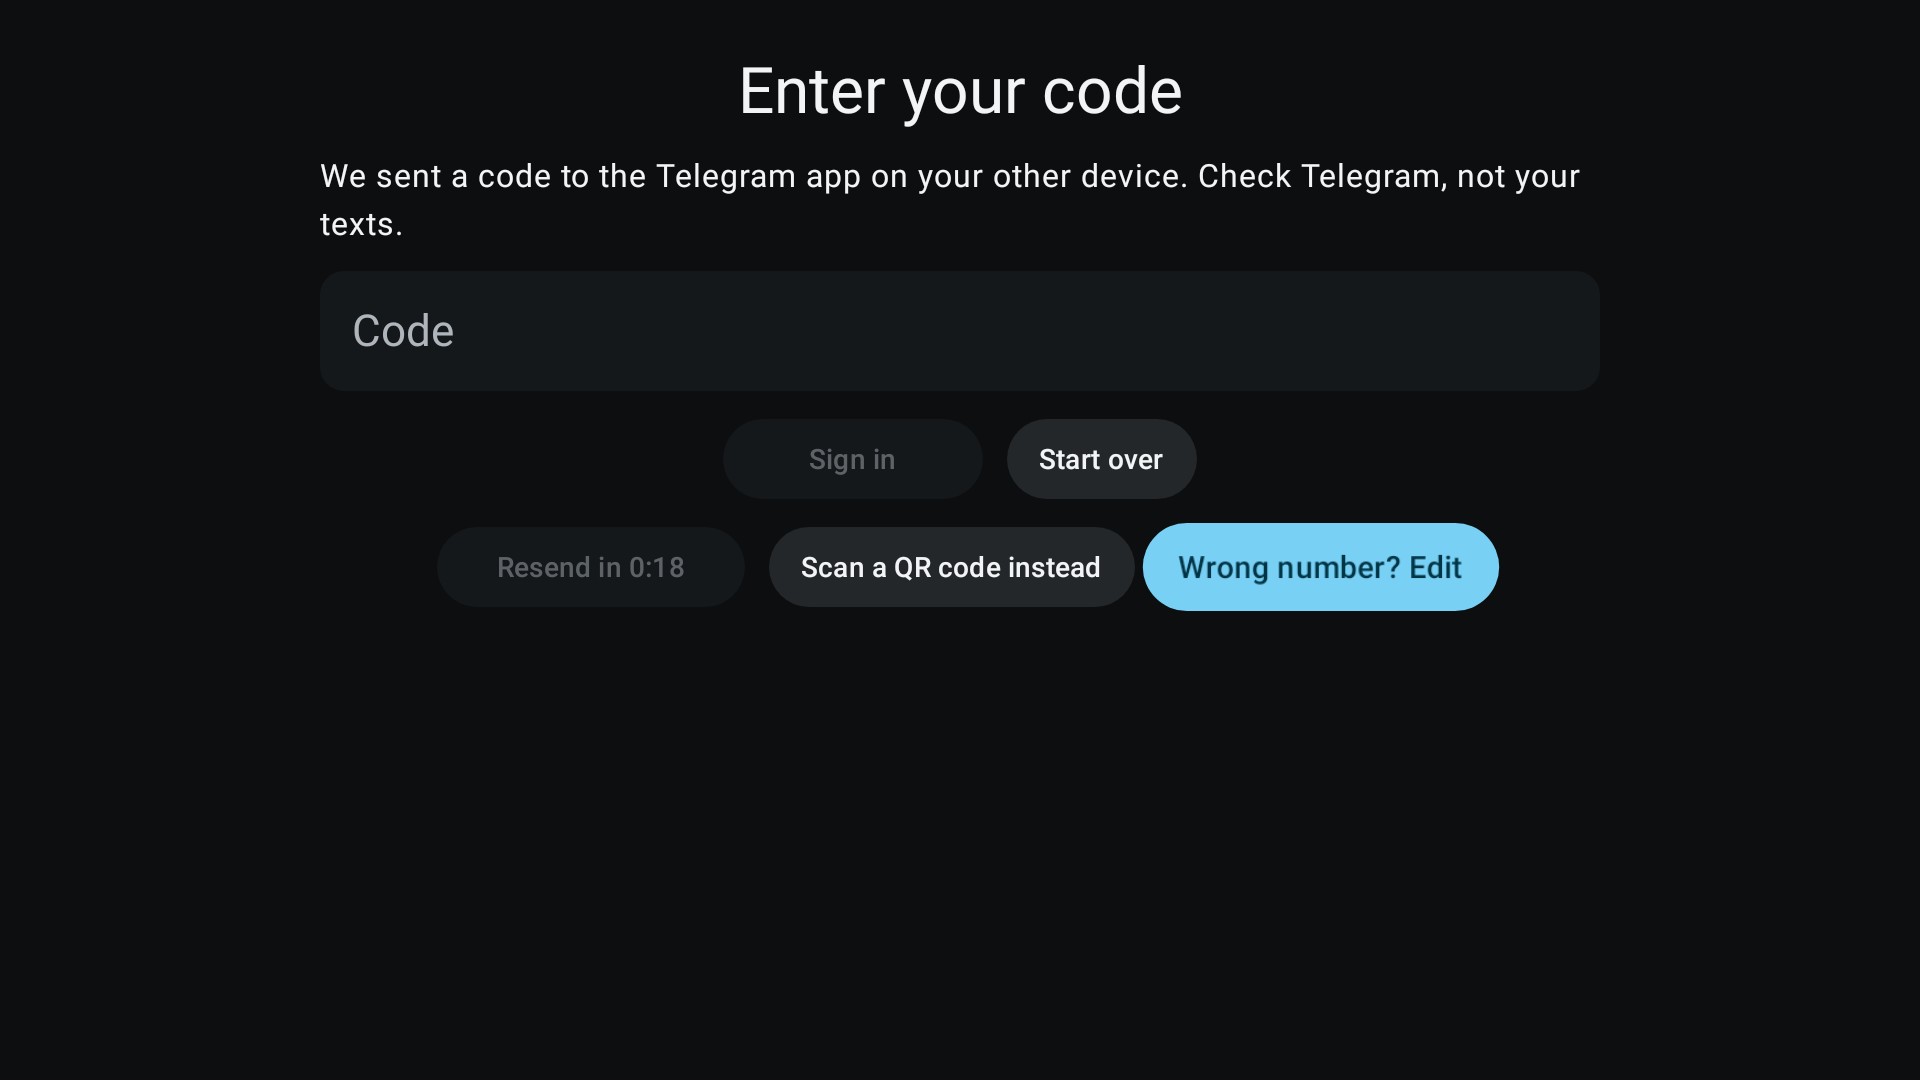 Enter your code
We sent a code to the Telegram app on your other device. Check Telegram, not your
texts.
Code
Sign in
Start over
Resend in 0:18
Scan a QR code instead
Wrong number? Edit